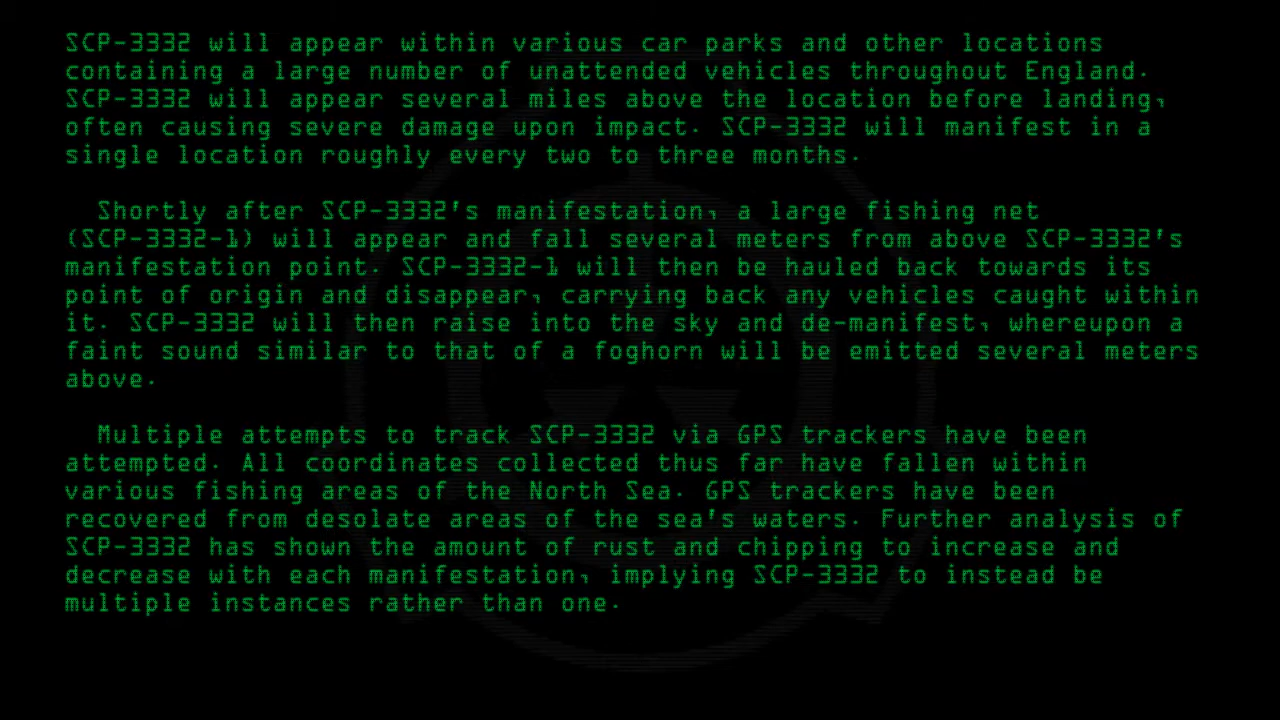 SCP-3332 will appear within various car parks and other locations
containing a large number of unattended vehicles throughout England.
SCP-3332 will appear several miles above the location before landing,
often causing severe damage upon impact. SCP-3332 will manifest in a
single location roughly every two to three months.
Shortly after SCP-3332's manifestation, a large fishing net
(SCP-3332-1) will appear and fall several meters from above SCP-3332's
manifestation point. SCP-3332-1 will then be hauled back towards its
point of origin and disappear, carrying back any vehicles caught within
it. SCP-3332 will then raise into the sky and de-manifest, whereupon a
faint sound similar to that of a foghorn will be emitted several meters
above.
Multiple attempts to track SCP-3332 via GPS trackers have been
attempted. All coordinates collected thus far have fallen within
various fishing areas of the North Sea. GPS trackers have been
recovered from desolate areas of the sea's waters. Further analysis of
SCP-3332 has shown the amount of rust and chipping to increase and
decrease with each manifestation, implying SCP-3332 to instead be
multiple instances rather than one.